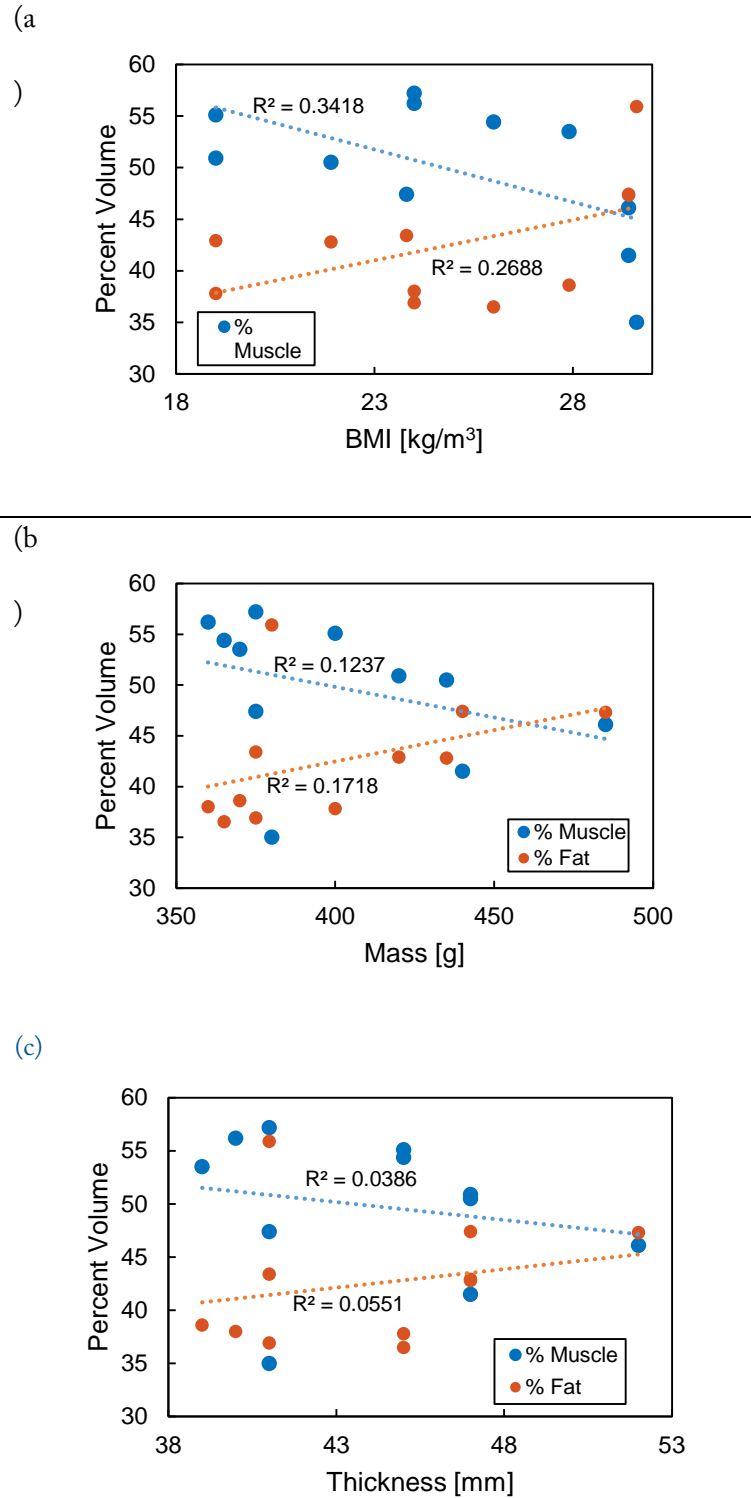 (a
)
60
55
50
45
40
35
30
Percent Volume
R² = 0.3418
R² = 0.2688
% Muscle
18 23 28
BMI [kg/m³]
(b
)
60
55
50
45
40
35
30
Percent Volume
R² = 0.1237
R² = 0.1718
% Muscle
% Fat
350 400 450 500
Mass [g]
(c)
60
55
50
45
40
35
30
Percent Volume
R² = 0.0386
R² = 0.0551
% Muscle
% Fat
38 43 48 53
Thickness [mm]